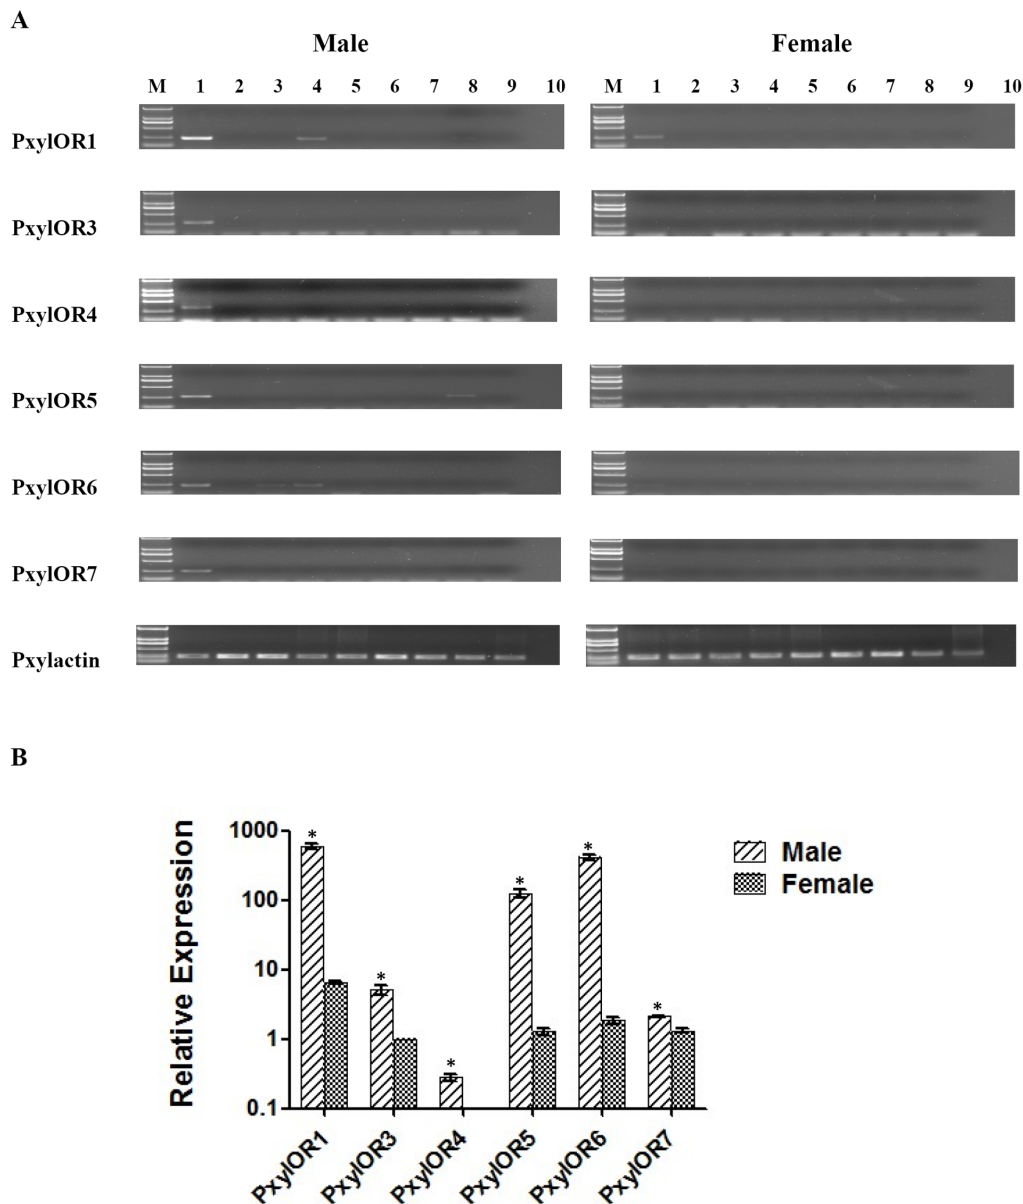 A
Male Female
M 1 2 3 4 5 6 7 8 9 10 M 1 2 3 4 5 6 7 8 9 10
PxylOR1
PxylOR3
PxylOR4
PxylOR5
PxylOR6
PxylOR7
Pxylactin
B
Relative Expression
1000
100
10
1
0.1
* * * * * *
PxylOR1 PxylOR3 PxylOR4 PxylOR5 PxylOR6 PxylOR7
Male
Female